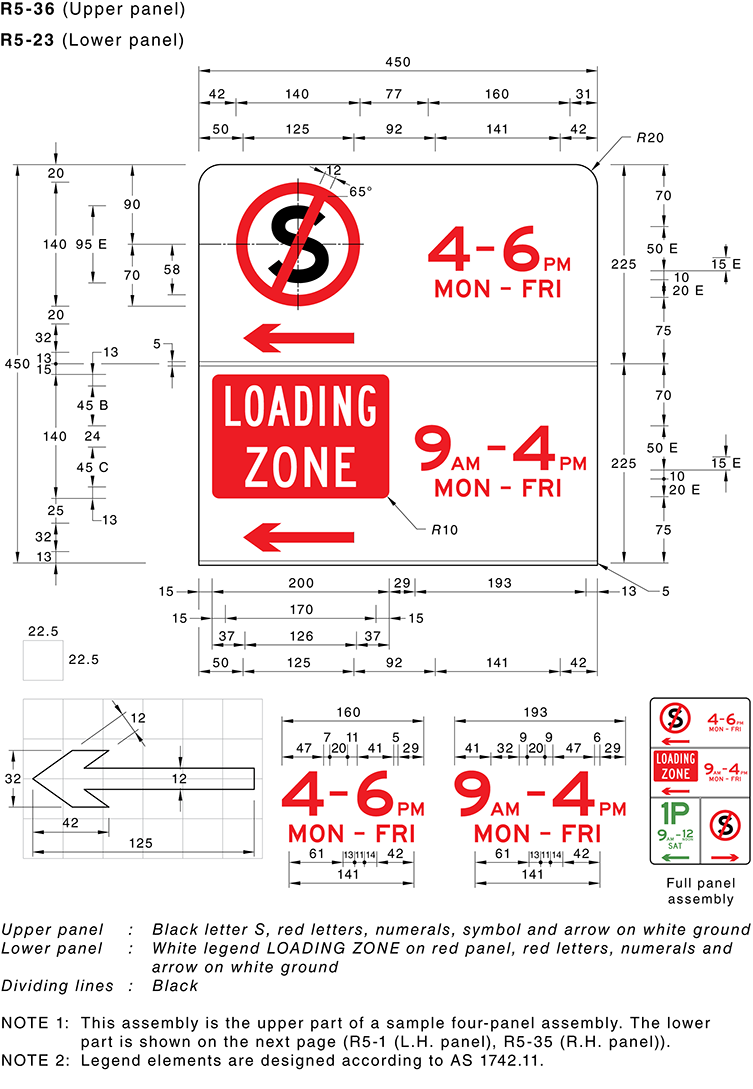 R5-36 (Upper panel)
R5-23 (Lower panel)
450
42 140 77 160 31
50 125 92 141 42
R20
12
65°
20
90
140
95 E
70
58
20
32
5
13
13
15
450
45 B
140
24
45 C
25
13
32
13
S
4-6PM
MON – FRI
LOADING
ZONE
9AM-4PM
MON – FRI
R10
225
70
50 E
15 E
10
20 E
75
225
70
50 E
15 E
10
20 E
75
15 200 29 193 13 5
15 170 15
37 126 37
50 125 92 141 42
22.5
22.5
12
32
12
42
125
160
7 11 5
47 20 41 29
4-6PM
MON – FRI
61 13 11 14 42
141
193
9 9 6
41 32 20 47 29
9AM-4PM
MON – FRI
61 13 11 14 42
141
S
4-6PM
MON – FRI
LOADING
ZONE
9AM-4PM
MON – FRI
1P
9AM-12NOON
SAT
S
Full panel
assembly
Upper panel : Black letter S, red letters, numerals, symbol and arrow on white ground
Lower panel : White legend LOADING ZONE on red panel, red letters, numerals and
arrow on white ground
Dividing lines : Black
NOTE 1: This assembly is the upper part of a sample four-panel assembly. The lower
part is shown on the next page (R5-1 (L.H. panel), R5-35 (R.H. panel)).
NOTE 2: Legend elements are designed according to AS 1742.11.